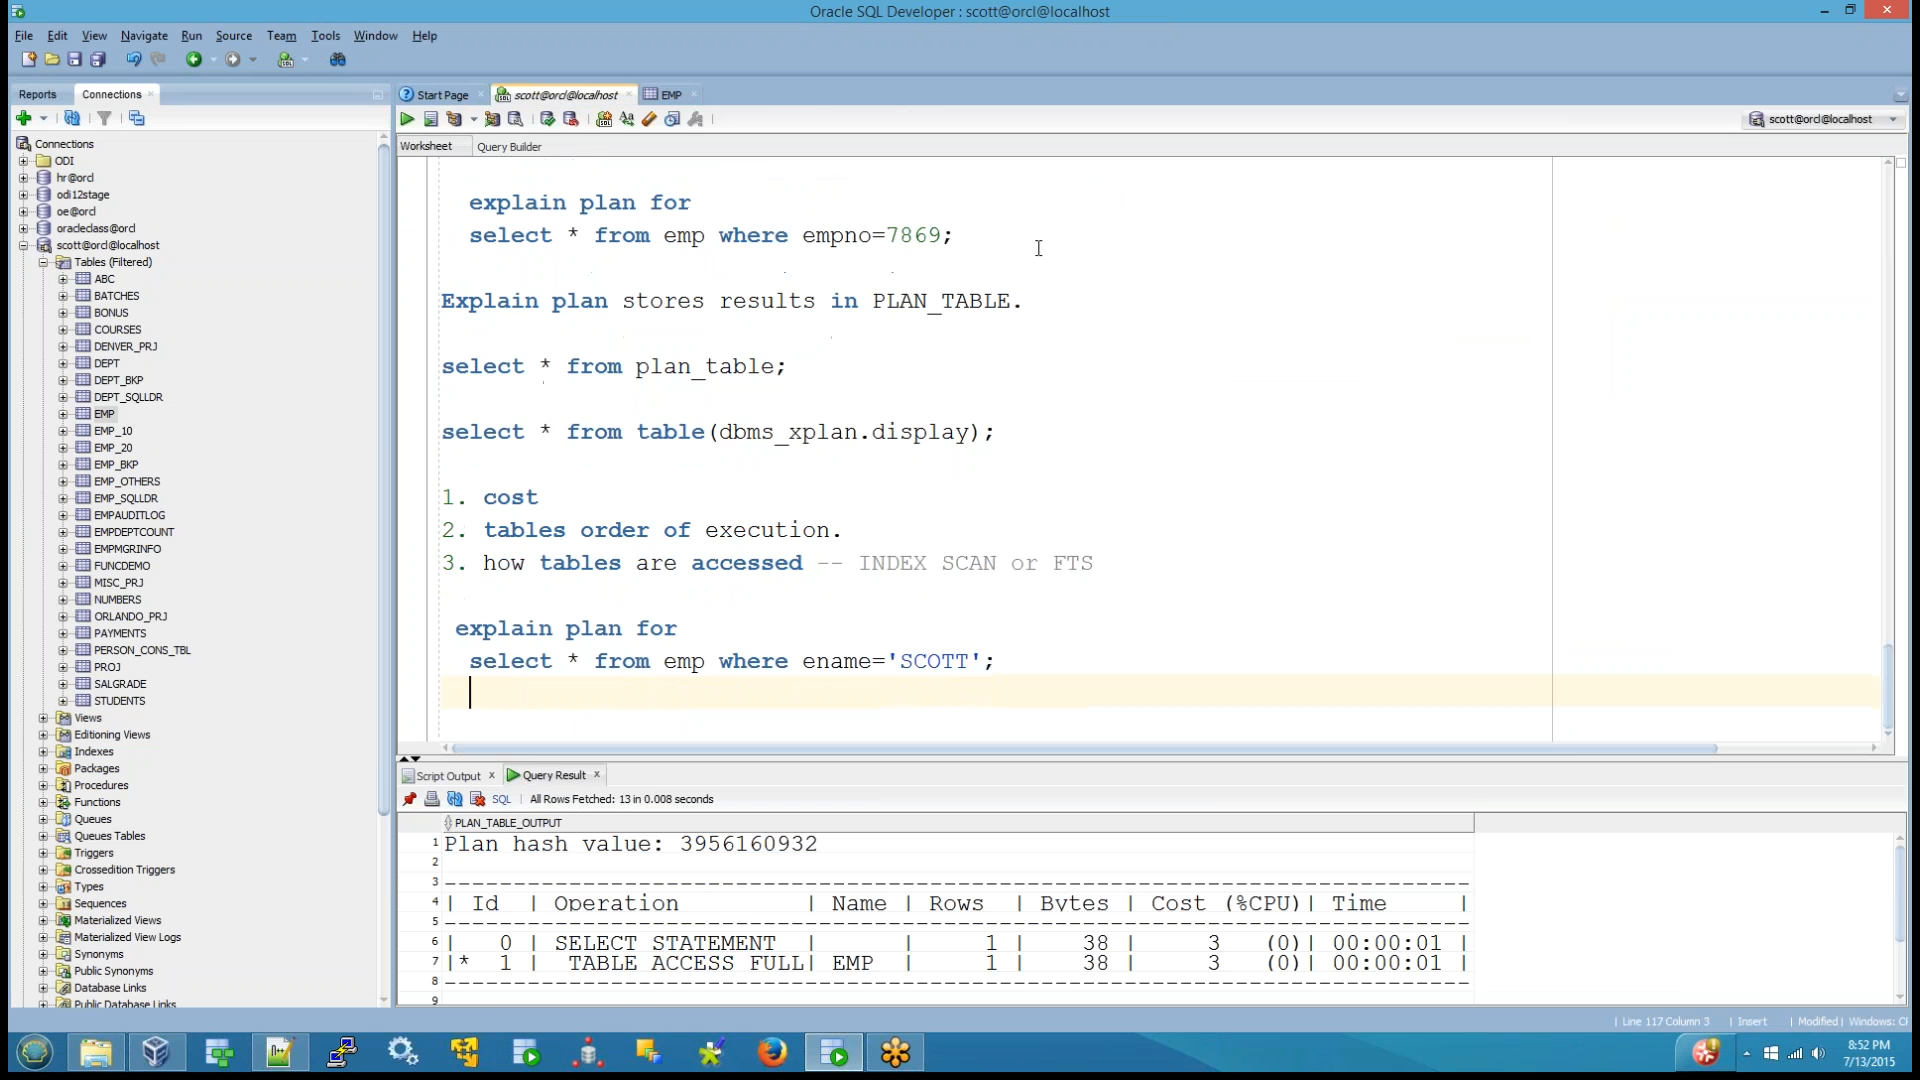 Oracle SQL Developer : scott@orcl@localhost
File Edit View Navigate Run Source Team Tools Window Help
Reports Connections
Start Page scott@orcl@localhost EMP
scott@orcl@localhost
Worksheet Query Builder
Connections
ODI
hr@orcl
odi12stage
oe@orcl
oracleclass@orcl
scott@orcl@localhost
Tables (Filtered)
ABC
BATCHES
BONUS
COURSES
DENVER_PRJ
DEPT
DEPT_BKP
DEPT_SQLLDR
EMP
EMP_10
EMP_20
EMP_BKP
EMP_OTHERS
EMP_SQLLDR
EMPAUDITLOG
EMPDEPTCOUNT
EMPMGRINFO
FUNCDEMO
MISC_PRJ
NUMBERS
ORLANDO_PRJ
PAYMENTS
PERSON_CONS_TBL
PROJ
SALGRADE
STUDENTS
Views
Editioning Views
Indexes
Packages
Procedures
Functions
Queues
Queues Tables
Triggers
Crossedition Triggers
Types
Sequences
Materialized Views
Materialized View Logs
Synonyms
Public Synonyms
Database Links
Public Database Links
explain plan for
select * from emp where empno=7869;
Explain plan stores results in PLAN_TABLE.
select * from plan_table;
select * from table(dbms_xplan.display);
1. cost
2. tables order of execution.
3. how tables are accessed -- INDEX SCAN or FTS
explain plan for
select * from emp where ename='SCOTT';
Script Output Query Result
SQL | All Rows Fetched: 13 in 0.008 seconds
PLAN_TABLE_OUTPUT
1 Plan hash value: 3956160932
2
3 --------------------------------------------------------------------------
4 | Id | Operation | Name | Rows | Bytes | Cost (%CPU)| Time |
5 --------------------------------------------------------------------------
6 | 0 | SELECT STATEMENT | | 1 | 38 | 3 (0)| 00:00:01 |
7 |* 1 | TABLE ACCESS FULL| EMP | 1 | 38 | 3 (0)| 00:00:01 |
8 --------------------------------------------------------------------------
9
Line 117 Column 3 | Insert | Modified | Windows:
8:52 PM
7/13/2015